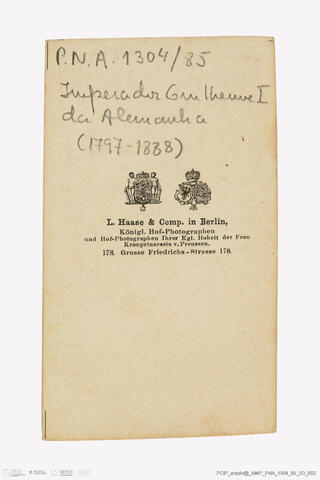 P.N.A. 1304/85
Imperador Guilherme I
da Alemanha
(1797-1888)
L. Haase & Comp. in Berlin,
Königl. Hof-Photographen
und Hof-Photographen Ihrer Kgl. Hoheit der Frau
Kronprinzessin v. Preussen.
178. Grosse Friedrichs-Strasse 178.